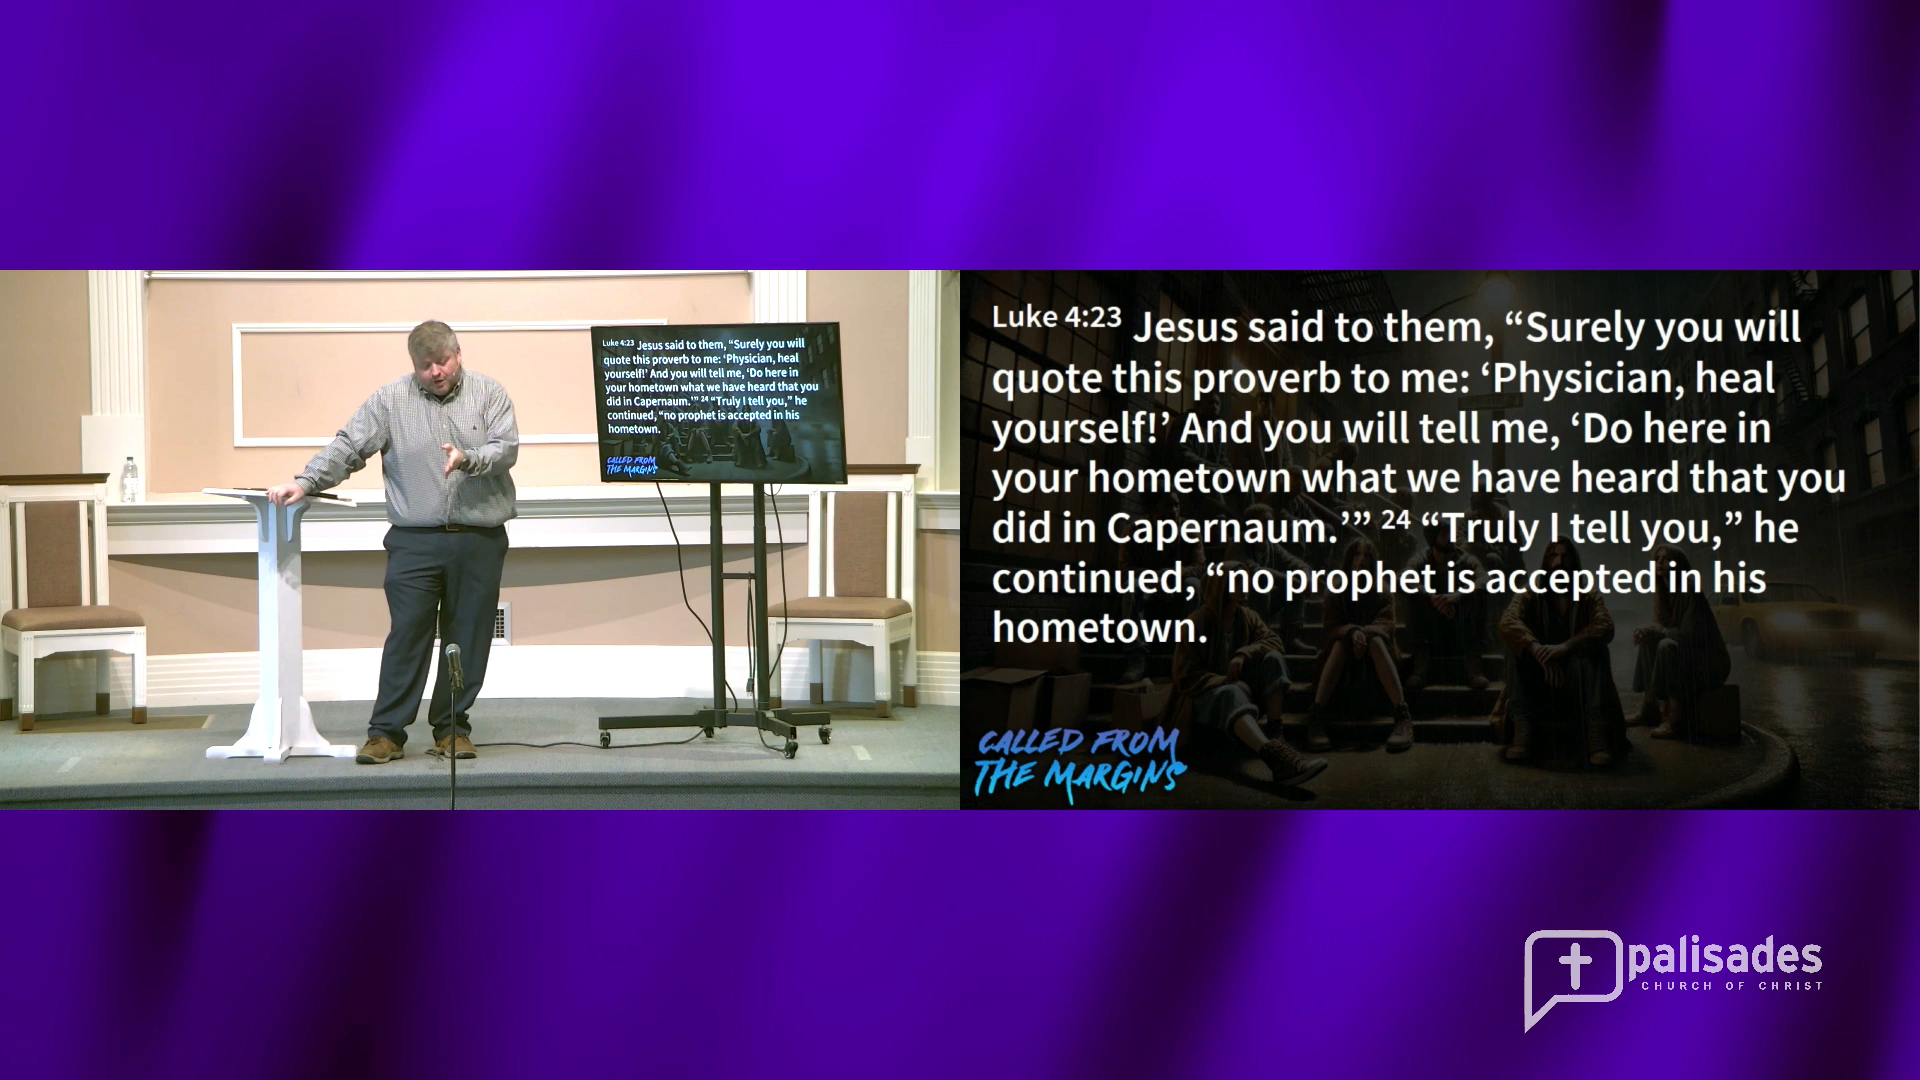 Luke 4:23 Jesus said to them, “Surely you will
quote this proverb to me: ‘Physician, heal
yourself!’ And you will tell me, ‘Do here in
your hometown what we have heard that you
did in Capernaum.’” 24 “Truly I tell you,” he
continued, “no prophet is accepted in his
hometown.
CALLED FROM
THE MARGINS
Luke 4:23 Jesus said to them, “Surely you will
quote this proverb to me: ‘Physician, heal
yourself!’ And you will tell me, ‘Do here in
your hometown what we have heard that you
did in Capernaum.’” 24 “Truly I tell you,” he
continued, “no prophet is accepted in his
hometown.
CALLED FROM
THE MARGINS
palisades
CHURCH OF CHRIST